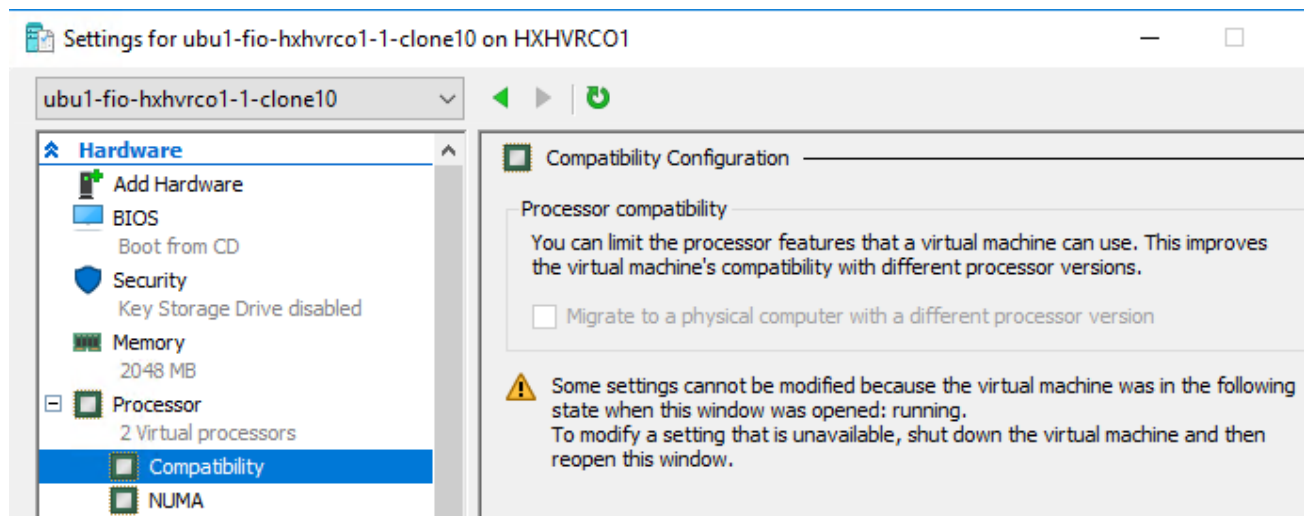 Settings for ubu1-fio-hxhvrco1-1-clone10 on HXHVRCO1
ubu1-fio-hxhvrco1-1-clone10
Hardware
Add Hardware
BIOS
Boot from CD
Security
Key Storage Drive disabled
Memory
2048 MB
Processor
2 Virtual processors
Compatibility
NUMA
Compatibility Configuration
Processor compatibility
You can limit the processor features that a virtual machine can use. This improves
the virtual machine's compatibility with different processor versions.
Migrate to a physical computer with a different processor version
Some settings cannot be modified because the virtual machine was in the following
state when this window was opened: running.
To modify a setting that is unavailable, shut down the virtual machine and then
reopen this window.